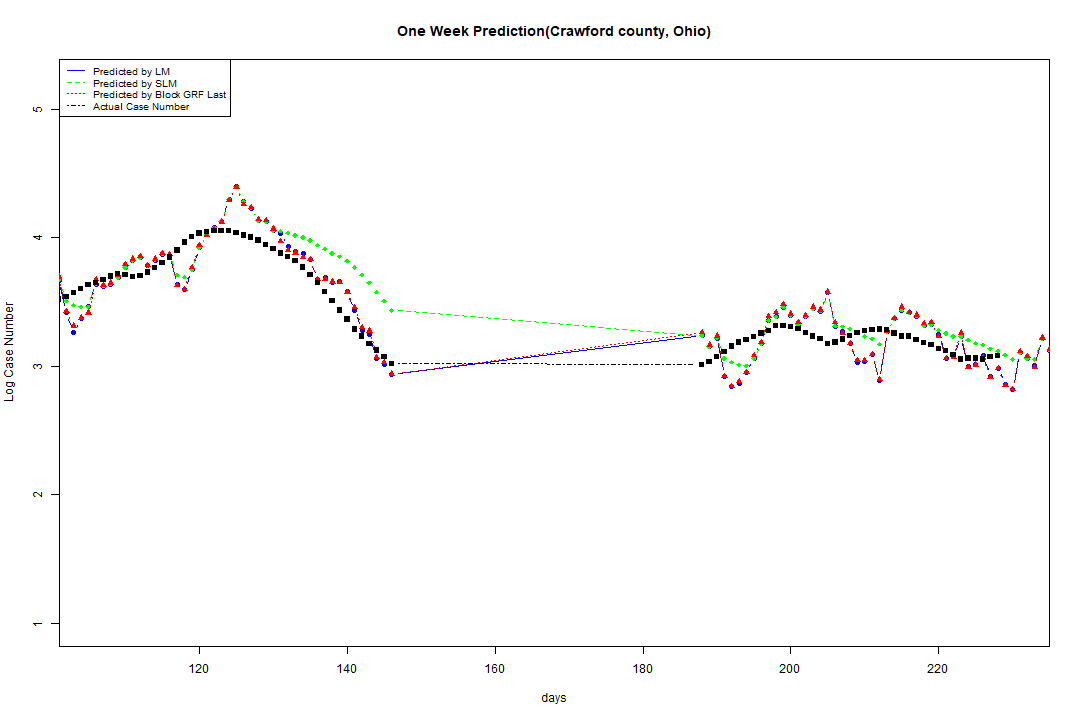 One Week Prediction(Crawford county, Ohio)
Predicted by LM
Predicted by SLM
Predicted by Block GRF Last
Actual Case Number
5
4
3
2
1
Log Case Number
120 140 160 180 200 220
days